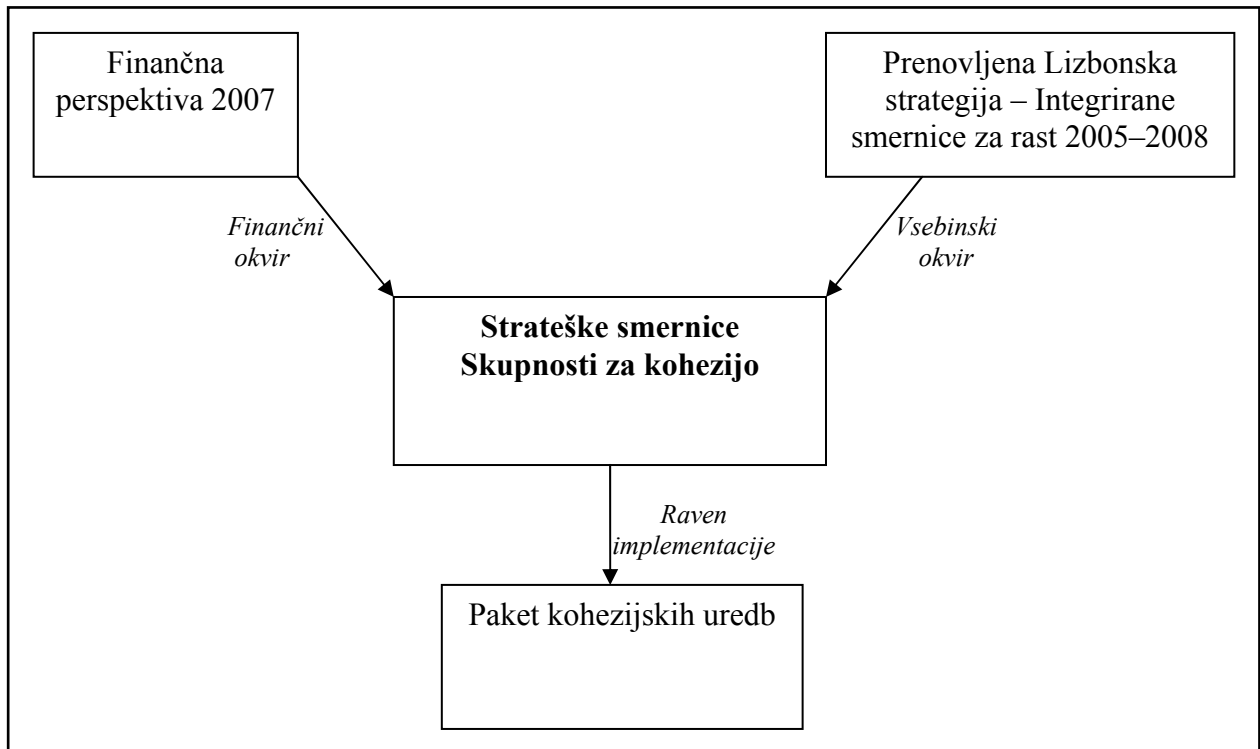 Finančna
perspektiva 2007
Prenovljena Lizbonska
strategija – Integrirane
smernice za rast 2005–2008
Finančni
okvir
Vsebinski
okvir
Strateške smernice
Skupnosti za kohezijo
Raven
implementacije
Paket kohezijskih uredb